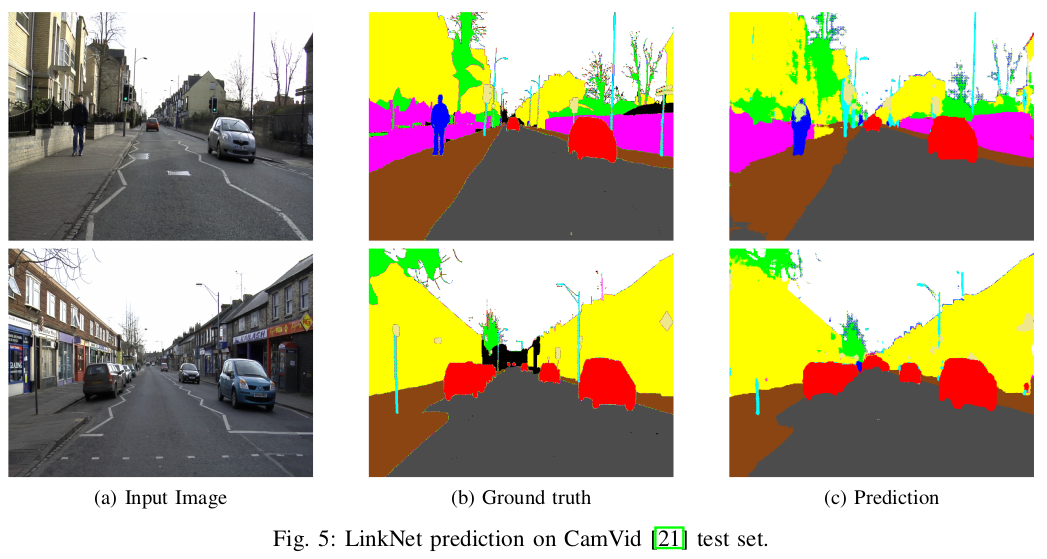 (a) Input Image
(b) Ground truth
(c) Prediction
Fig. 5: LinkNet prediction on CamVid [21] test set.